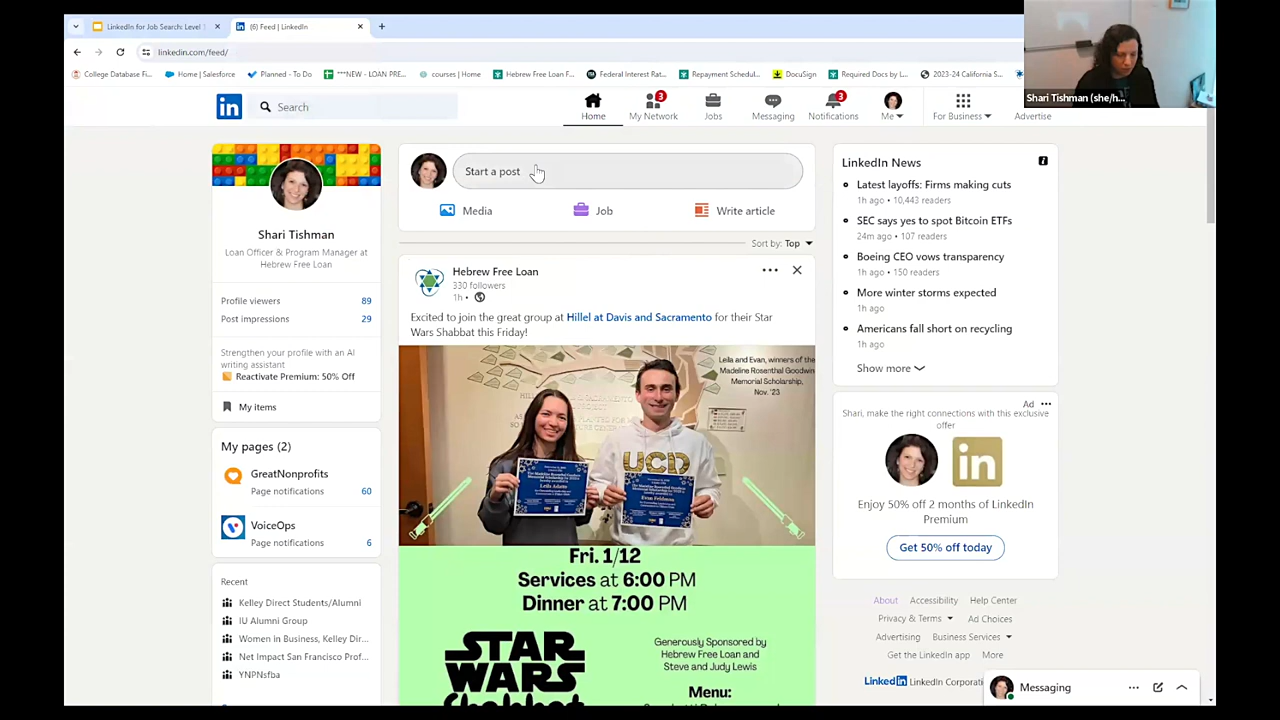 LinkedIn for Job Search: Level
(6) Feed | LinkedIn
linkedin.com/feed/
College Database Fi...
Home | Salesforce
Planned - To Do
***NEW - LOAN PRE...
courses | Home
Hebrew Free Loan F...
Federal Interest Rat...
Repayment Schedul...
DocuSign
Required Docs by L...
2023-24 California S...
Shari Tishman (she/h...
in
Search
Home
3
My Network
Jobs
Messaging
3
Notifications
Me
For Business
Advertise
Shari Tishman
Loan Officer & Program Manager at
Hebrew Free Loan
Profile viewers 89
Post impressions 29
Strengthen your profile with an AI
writing assistant
Reactivate Premium: 50% Off
My items
My pages (2)
GreatNonprofits
Page notifications 60
VoiceOps
Page notifications 6
Recent
Kelley Direct Students/Alumni
IU Alumni Group
Women in Business, Kelley Dir...
Net Impact San Francisco Prof...
YNPNsfba
Start a post
Media
Job
Write article
Sort by: Top
Hebrew Free Loan
330 followers
1h •
Excited to join the great group at Hillel at Davis and Sacramento for their Star
Wars Shabbat this Friday!
Leila and Evan, winners of the
Madeline Rosenthal Goodwin
Memorial Scholarship,
Nov. '23
UCD
Fri. 1/12
Services at 6:00 PM
Dinner at 7:00 PM
STAR
WARS
Generously Sponsored by
Hebrew Free Loan and
Steve and Judy Lewis
Menu:
LinkedIn News
Latest layoffs: Firms making cuts
1h ago • 10,443 readers
SEC says yes to spot Bitcoin ETFs
24m ago • 107 readers
Boeing CEO vows transparency
1h ago • 150 readers
More winter storms expected
1h ago
Americans fall short on recycling
1h ago
Show more
Ad
Shari, make the right connections with this exclusive
offer
in
Enjoy 50% off 2 months of LinkedIn
Premium
Get 50% off today
About Accessibility Help Center
Privacy & Terms Ad Choices
Advertising Business Services
Get the LinkedIn app More
LinkedIn LinkedIn Corporati
Messaging